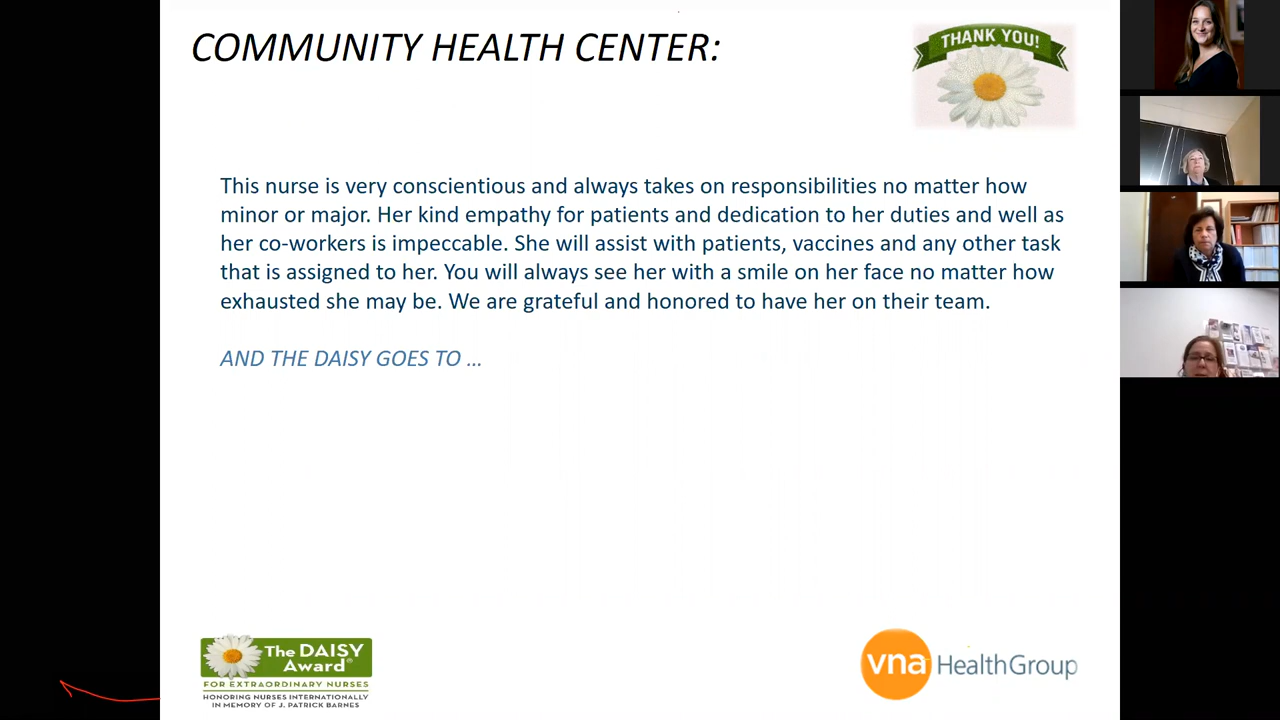 COMMUNITY HEALTH CENTER:
THANK YOU!
This nurse is very conscientious and always takes on responsibilities no matter how
minor or major. Her kind empathy for patients and dedication to her duties and well as
her co-workers is impeccable. She will assist with patients, vaccines and any other task
that is assigned to her. You will always see her with a smile on her face no matter how
exhausted she may be. We are grateful and honored to have her on their team.
AND THE DAISY GOES TO ...
The DAISY
Award®
FOR EXTRAORDINARY NURSES
HONORING NURSES INTERNATIONALLY
IN MEMORY OF J. PATRICK BARNES
vna HealthGroup